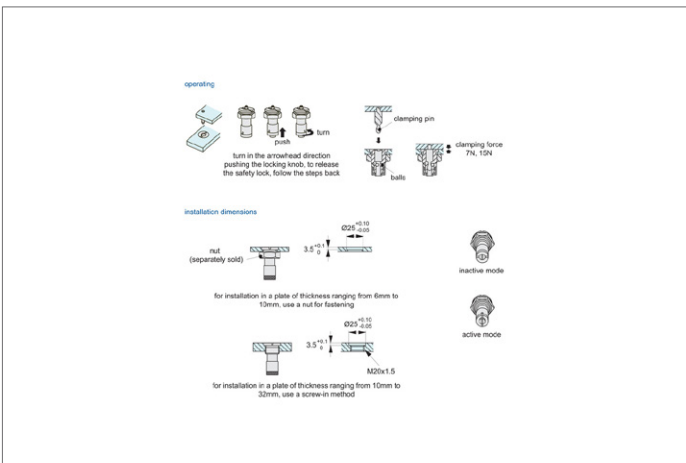 operating
push
turn
turn in the arrowhead direction
pushing the locking knob, to release
the safety lock, follow the steps back
clamping pin
balls
clamping force
7N, 15N
installation dimensions
nut
(separately sold)
3.5 +0.1 0
Ø25 +0.10 -0.05
for installation in a plate of thickness ranging from 6mm to
10mm, use a nut for fastening
3.5 +0.1 0
Ø25 +0.10 -0.05
M20x1.5
for installation in a plate of thickness ranging from 10mm to
32mm, use a screw-in method
inactive mode
active mode